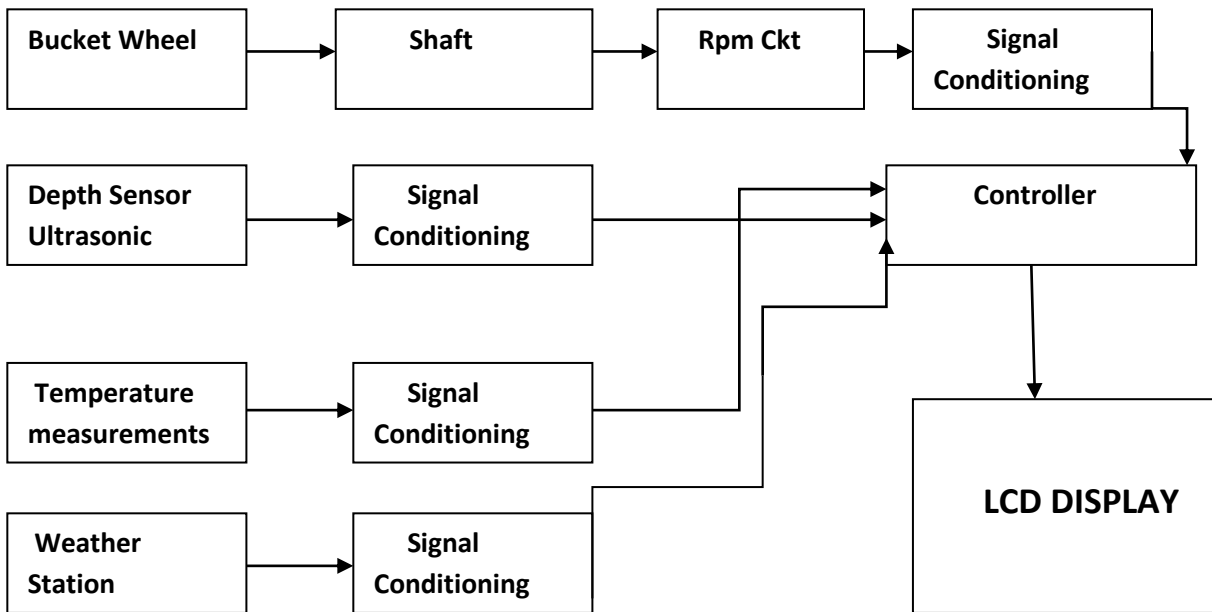 Bucket Wheel
Shaft
Rpm Ckt
Signal
Conditioning
Depth Sensor
Ultrasonic
Signal
Conditioning
Controller
Temperature
measurements
Signal
Conditioning
LCD DISPLAY
Weather
Station
Signal
Conditioning